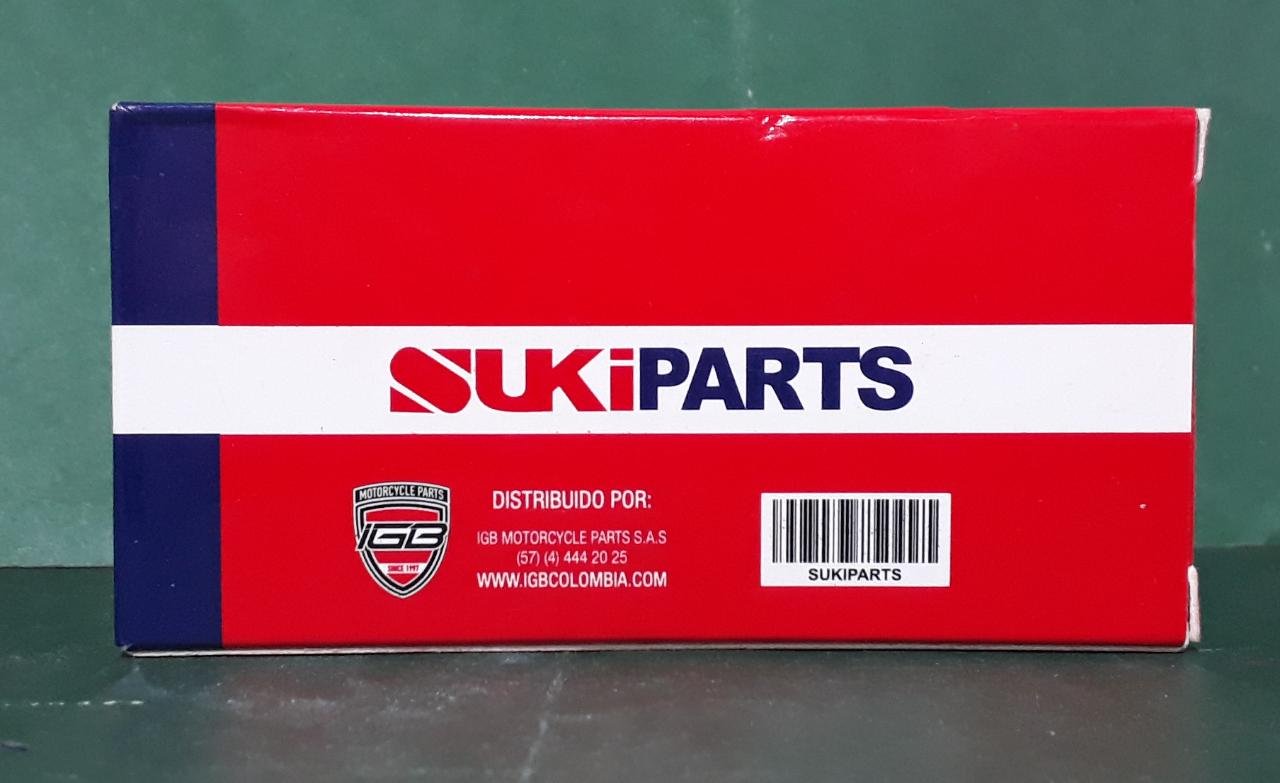 SUKiPARTS
MOTORCYCLE PARTS
IGB
SINCE 1997
DISTRIBUIDO POR:
IGB MOTORCYCLE PARTS S.A.S
(57) (4) 444 20 25
WWW.IGBCOLOMBIA.COM
SUKIPARTS